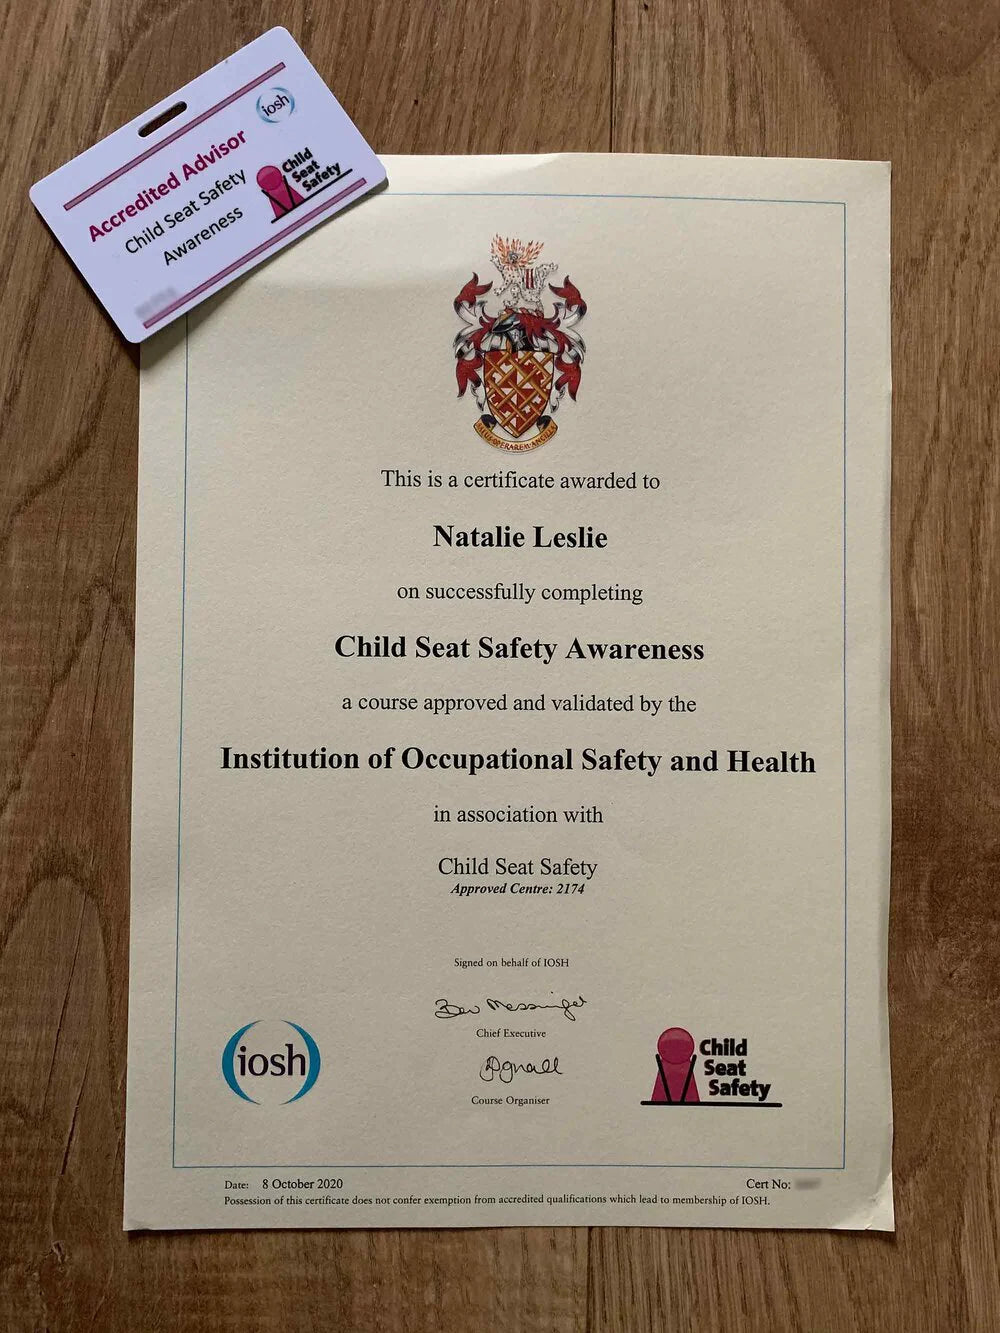 iosh
Accredited Advisor
Child Seat Safety
Awareness
Child
Seat
Safety
This is a certificate awarded to
Natalie Leslie
on successfully completing
Child Seat Safety Awareness
a course approved and validated by the
Institution of Occupational Safety and Health
in association with
Child Seat Safety
Approved Centre: 2174
Signed on behalf of IOSH
Bev Messinger
Chief Executive
Course Organiser
iosh
Child
Seat
Safety
Date: 8 October 2020
Cert No:
Possession of this certificate does not confer exemption from accredited qualifications which lead to membership of IOSH.